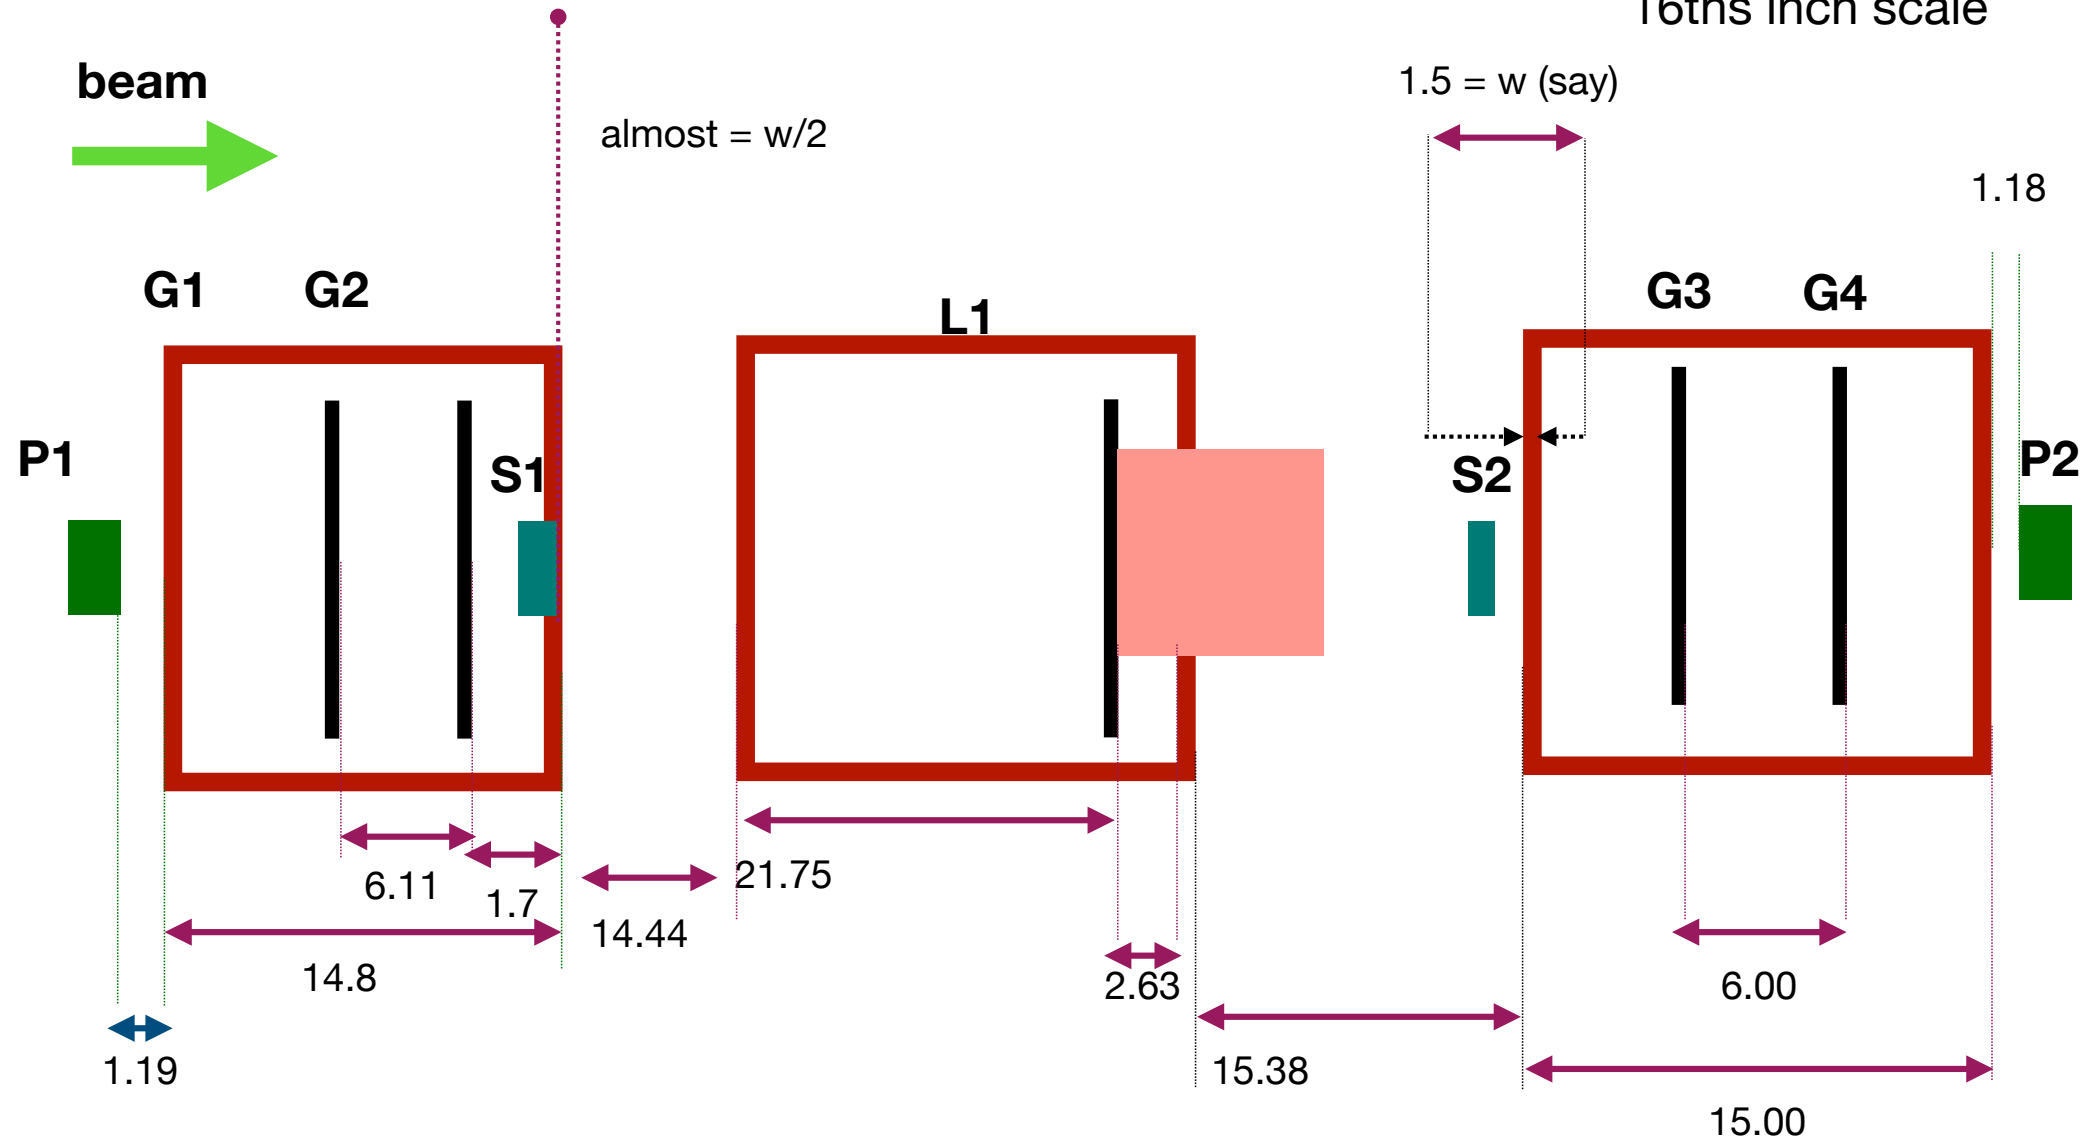 16ths inch scale
beam
1.5 = w (say)
almost = w/2
1.18
G1
G2
L1
G3
G4
P1
S1
S2
P2
6.11
1.7
21.75
14.44
14.8
2.63
6.00
1.19
15.38
15.00